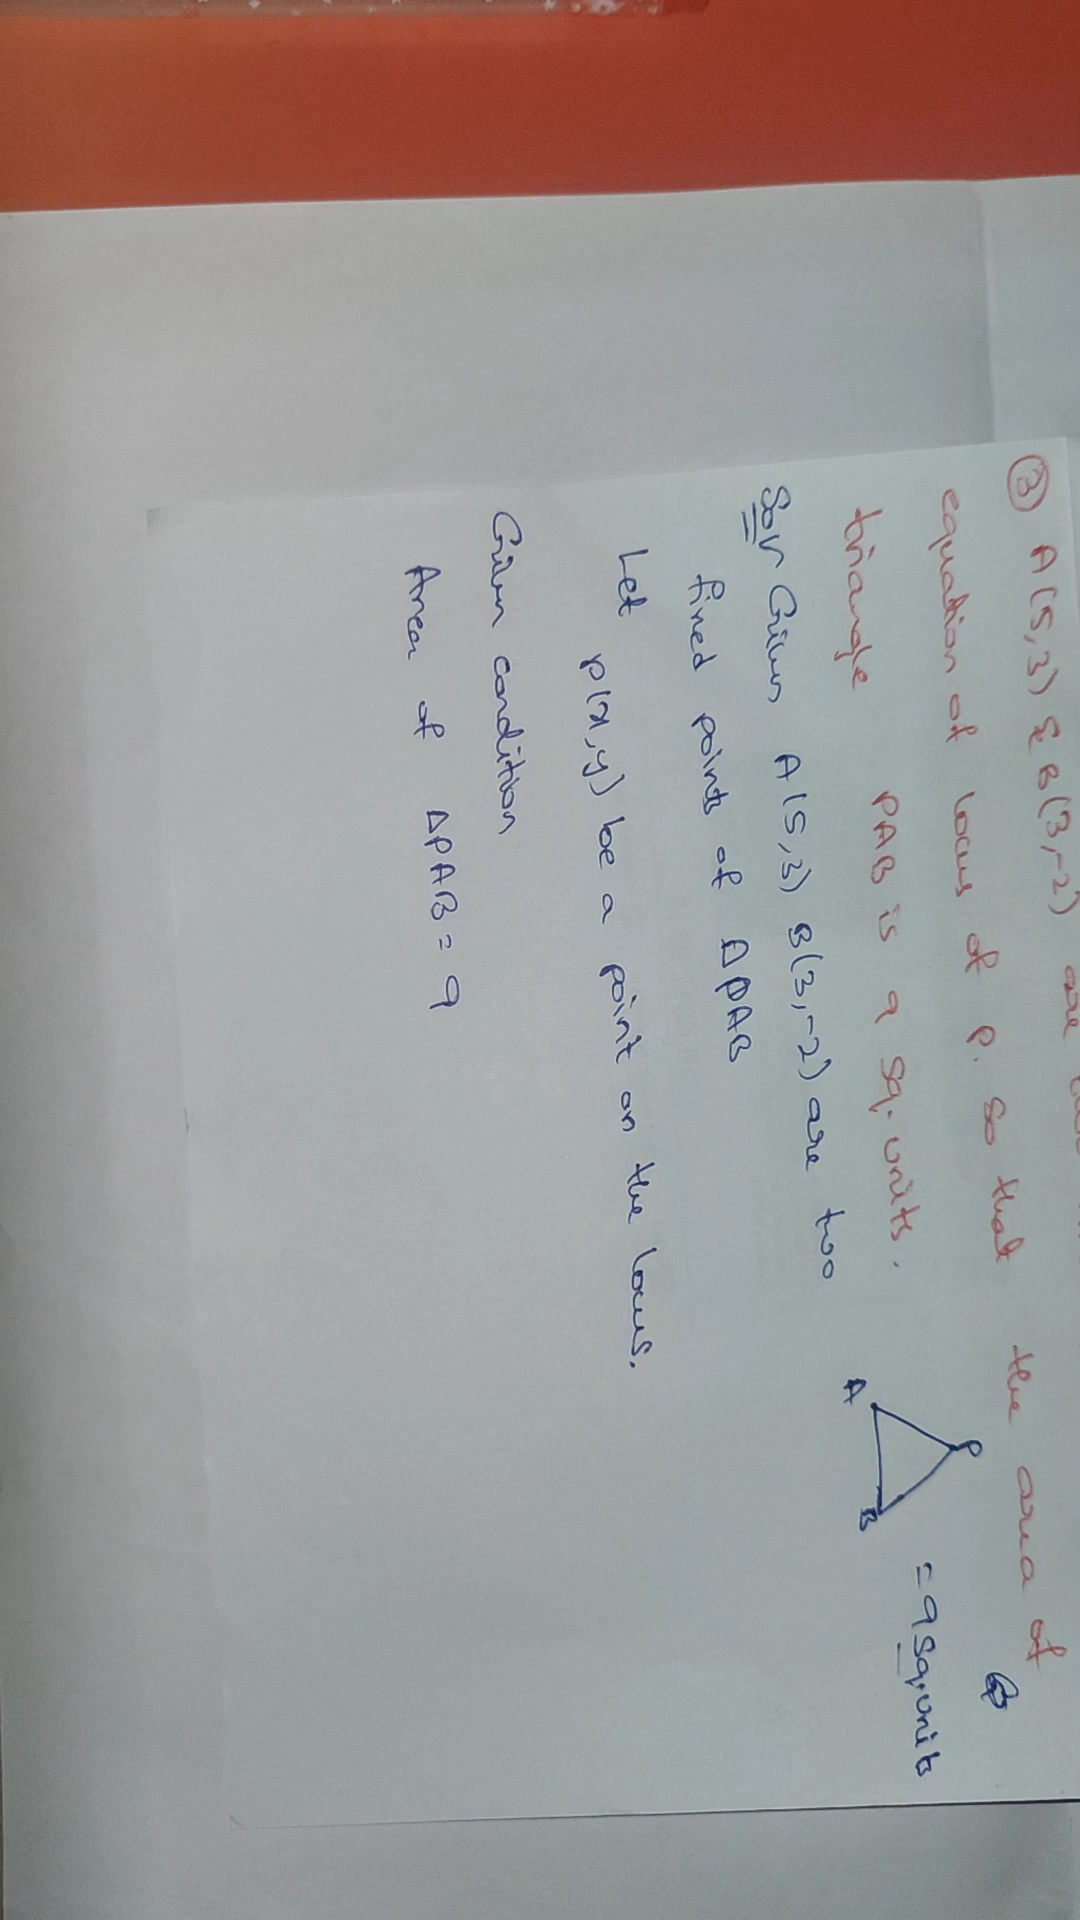 ③ A(5,3) & B(3,-2) are
equation of locus of P. so that the area of
triangle PAB is 9 sq. units.
Sol Given A(5,3) B(3,-2) are two
fined points of ΔPAB
P
A B
= 9 sq.units
Let P(x,y) be a point on the locus.
Given condition
Area of ΔPAB = 9